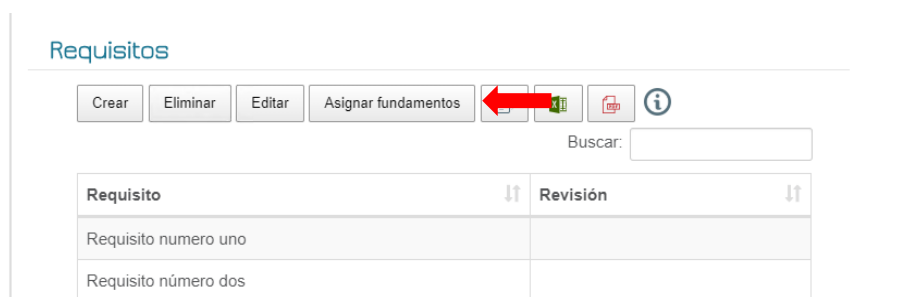 Requisitos
Crear Eliminar Editar Asignar fundamentos
Buscar:
Requisito Revisión
Requisito numero uno
Requisito número dos